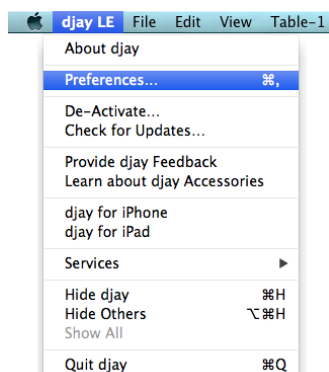 djay LE File Edit View Table-1
About djay
Preferences... ⌘,
De-Activate...
Check for Updates...
Provide djay Feedback
Learn about djay Accessories
djay for iPhone
djay for iPad
Services ▶
Hide djay ⌘H
Hide Others ⌥⌘H
Show All
Quit djay ⌘Q